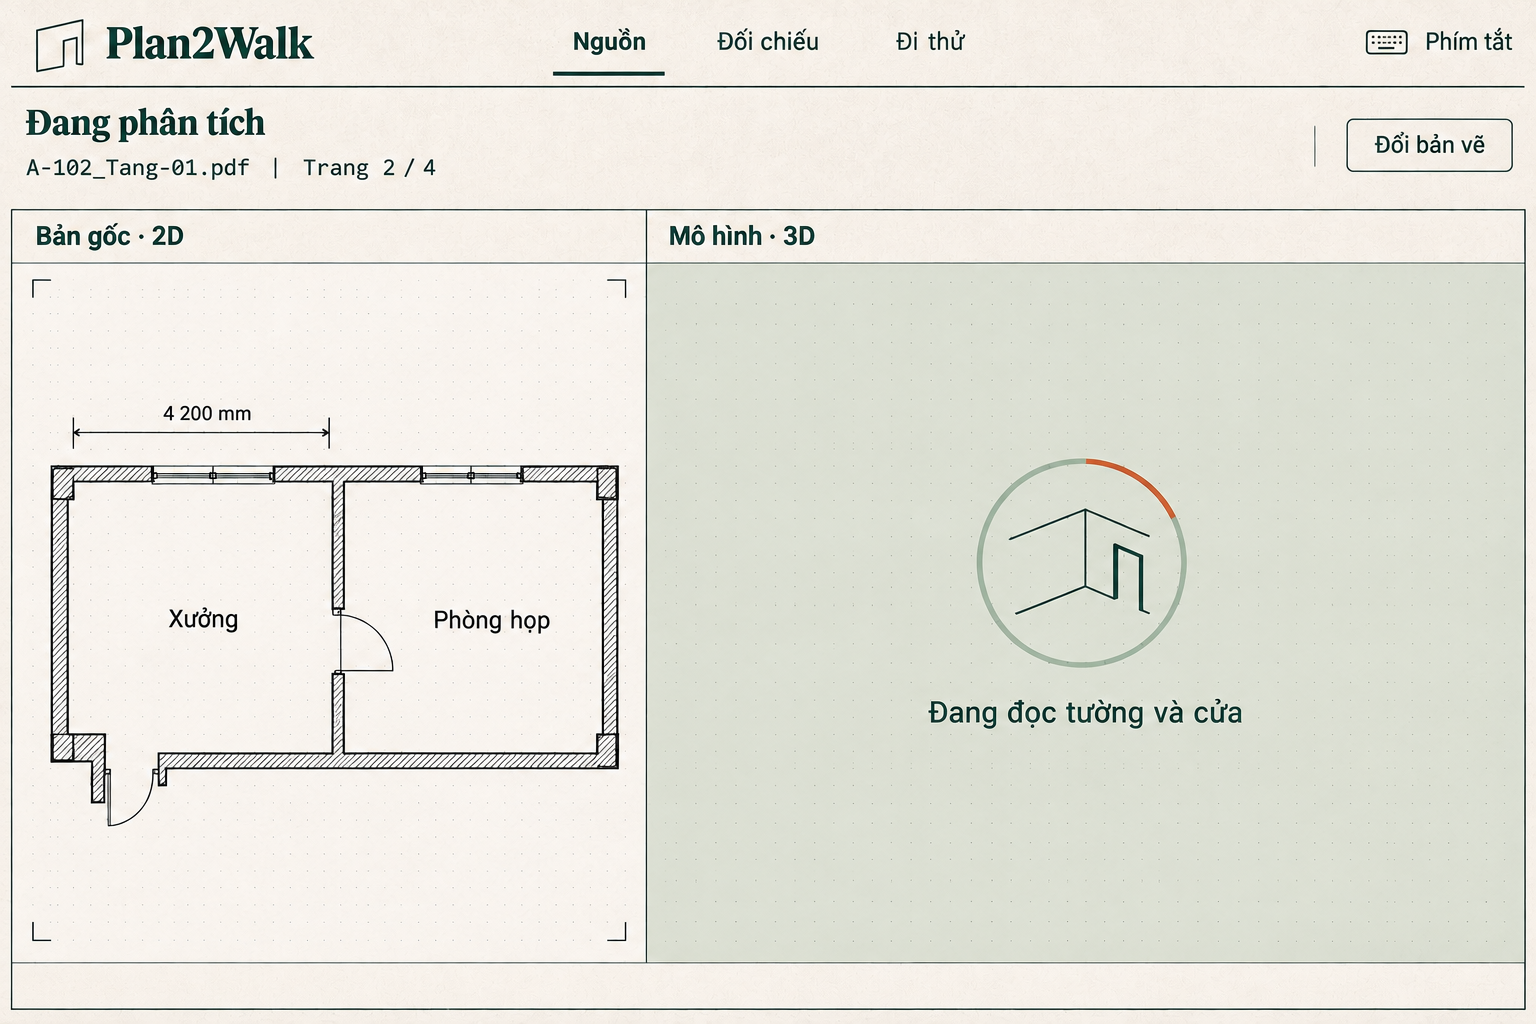 Plan2Walk
Nguồn
Đối chiếu
Đi thử
Phím tắt
Đang phân tích
A-102_Tang-01.pdf | Trang 2 / 4
Đổi bản vẽ
Bản gốc · 2D
Mô hình · 3D
4 200 mm
Xưởng
Phòng họp
Đang đọc tường và cửa